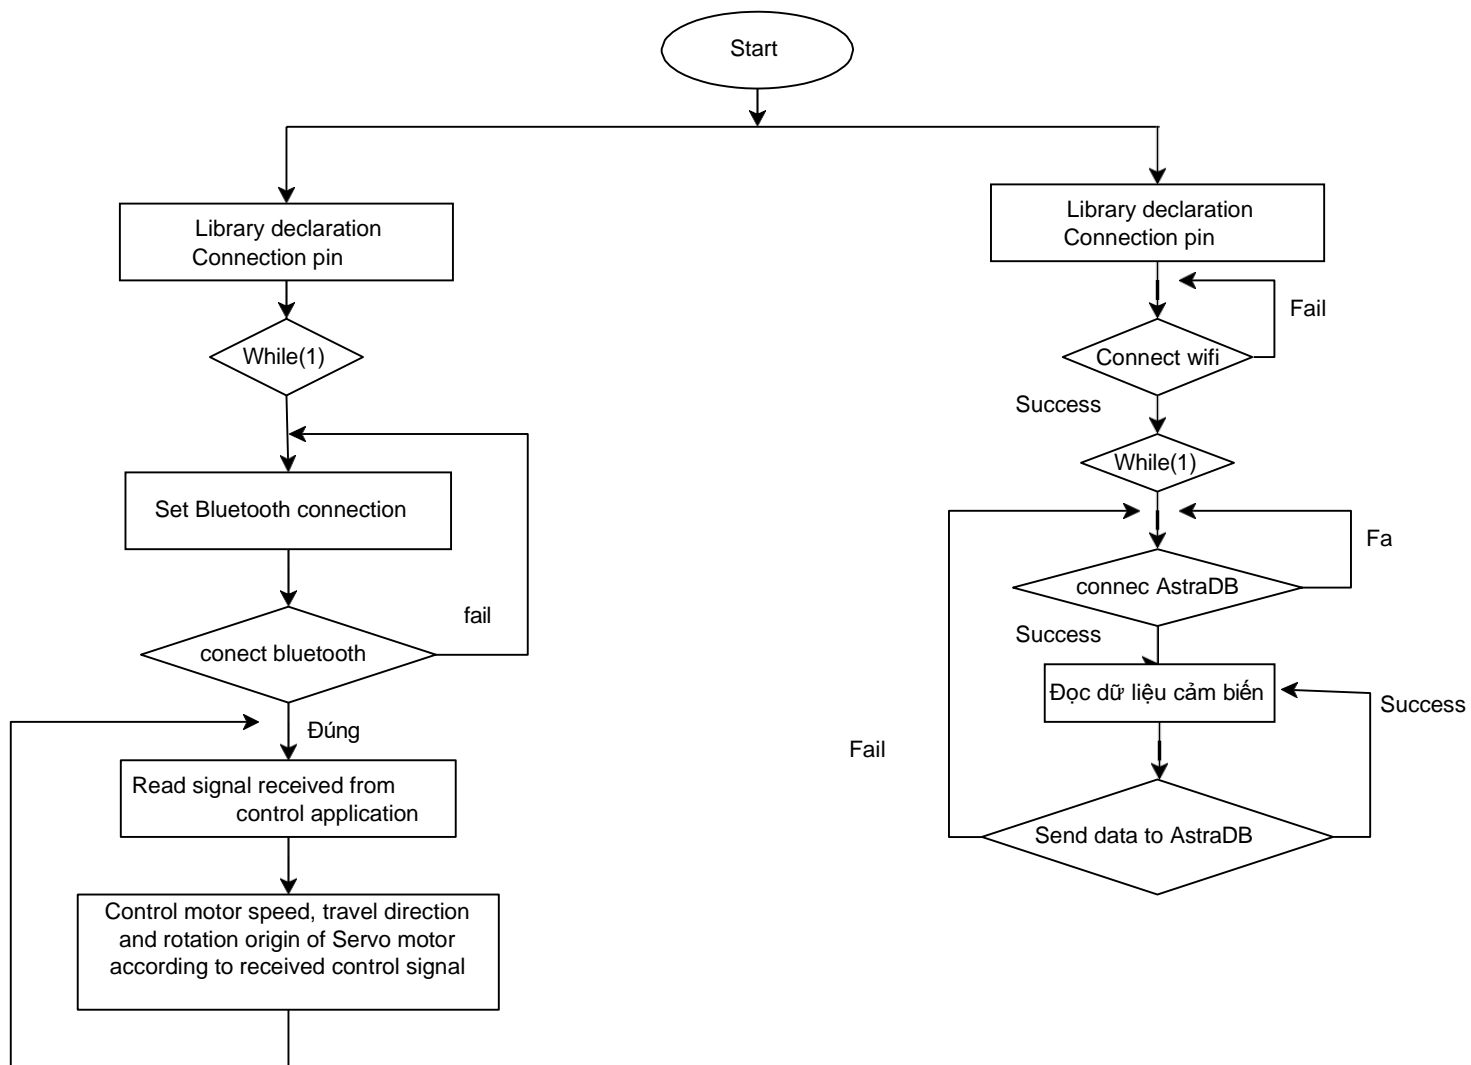 Start
Library declaration
Connection pin
While(1)
Set Bluetooth connection
fail
conect bluetooth
Đúng
Read signal received from
control application
Control motor speed, travel direction
and rotation origin of Servo motor
according to received control signal
Library declaration
Connection pin
Fail
Connect wifi
Success
While(1)
Fa
connec AstraDB
Success
Đọc dữ liệu cảm biến
Success
Fail
Send data to AstraDB